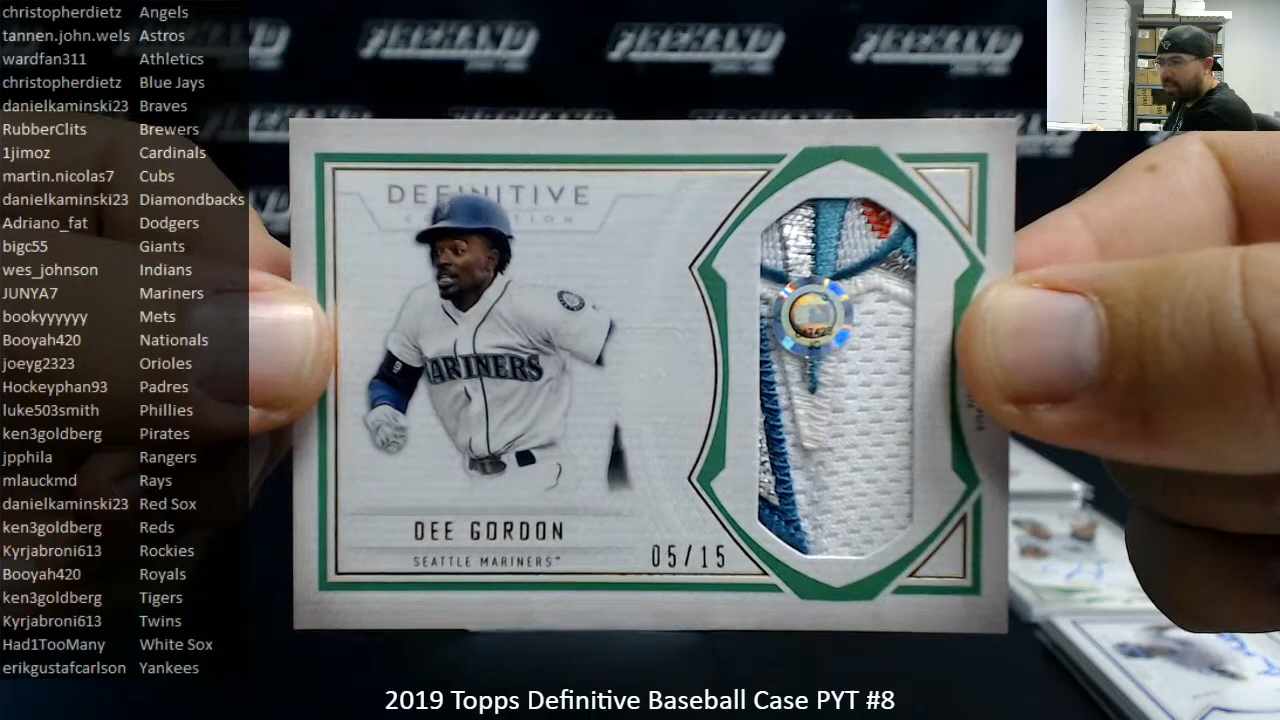 christopherdietz Angels
tannen.john.wels Astros
wardfan311 Athletics
christopherdietz Blue Jays
danielkaminski23 Braves
RubberClits Brewers
1jimoz Cardinals
martin.nicolas7 Cubs
danielkaminski23 Diamondbacks
Adriano_fat Dodgers
bigc55 Giants
wes_johnson Indians
JUNYA7 Mariners
bookyyyyyy Mets
Booyah420 Nationals
joeyg2323 Orioles
Hockeyphan93 Padres
luke503smith Phillies
ken3goldberg Pirates
jpphila Rangers
mlauckmd Rays
danielkaminski23 Red Sox
ken3goldberg Reds
Kyrjabroni613 Rockies
Booyah420 Royals
ken3goldberg Tigers
Kyrjabroni613 Twins
Had1TooMany White Sox
erikgustafcarlson Yankees
FIREHAND FIREHAND FIREHAND
DEFINITIVE
MARINERS
DEE GORDON
SEATTLE MARINERS™
05/15
2019 Topps Definitive Baseball Case PYT #8